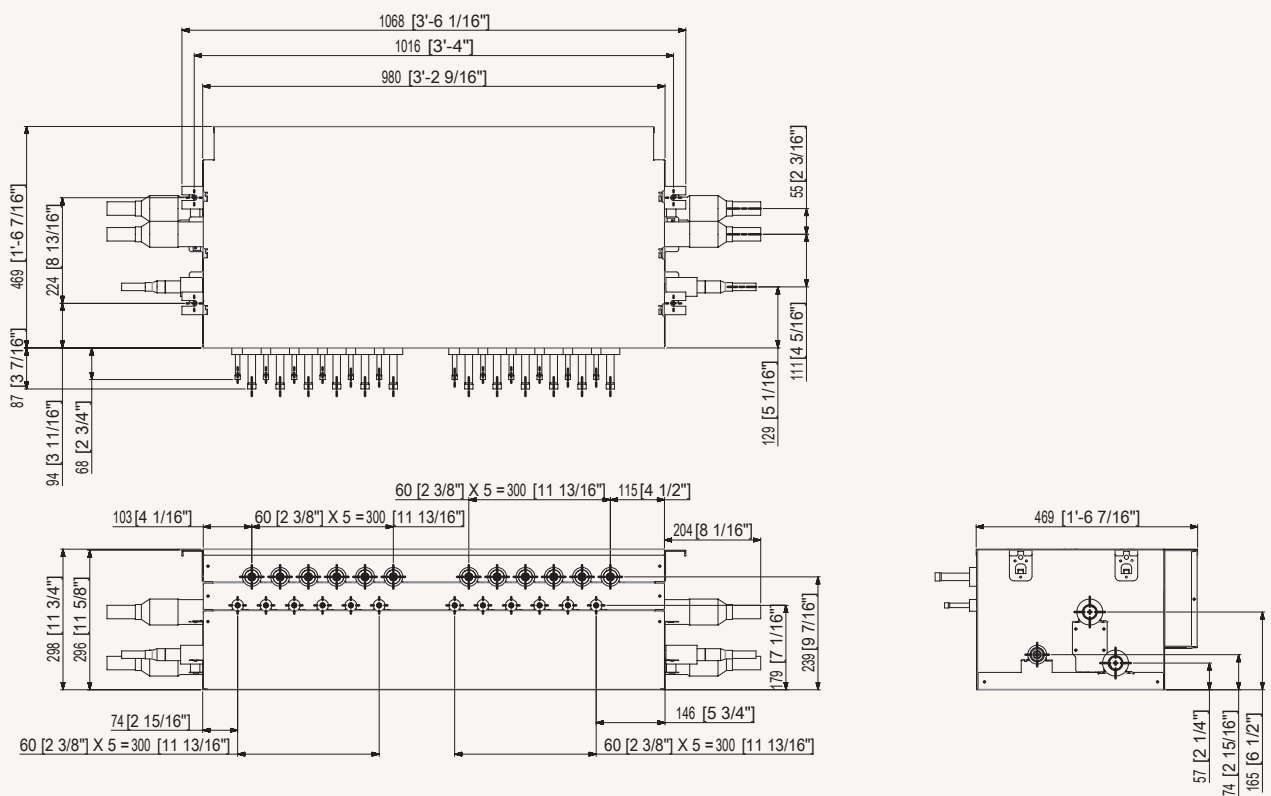 1068 [3'-6 1/16"]
1016 [3'-4"]
980 [3'-2 9/16"]
469 [1'-6 7/16"]
224 [8 13/16"]
87 [3 7/16"]
94 [3 11/16"]
68 [2 3/4"]
55 [2 3/16"]
111 [4 5/16"]
129 [5 1/16"]
60 [2 3/8"] X 5 =300 [11 13/16"]
115 [4 1/2"]
103 [4 1/16"]
60 [2 3/8"] X 5 =300 [11 13/16"]
204 [8 1/16"]
298 [11 3/4"]
296 [11 5/8"]
179 [7 1/16"]
239 [9 7/16"]
74 [2 15/16"]
146 [5 3/4"]
60 [2 3/8"] X 5 =300 [11 13/16"]
60 [2 3/8"] X 5 =300 [11 13/16"]
469 [1'-6 7/16"]
57 [2 1/4"]
74 [2 15/16"]
165 [6 1/2"]